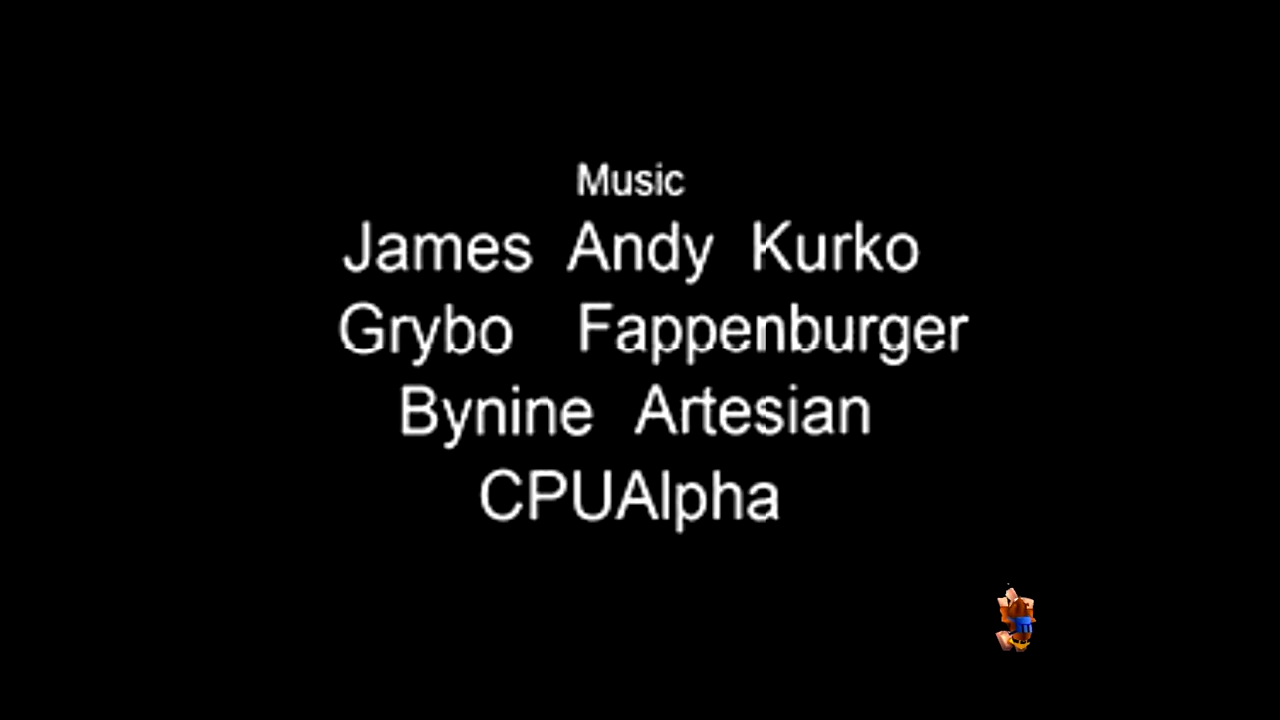 Music
James Andy Kurko
Grybo Fappenburger
Bynine Artesian
CPUAlpha